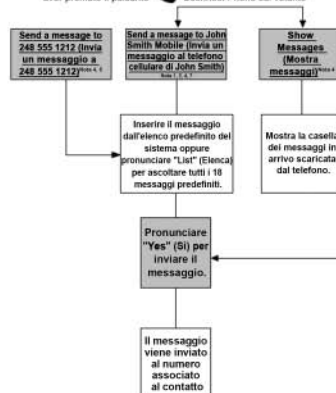 Send a message to
248 555 1212 (Invia
un messaggio a
248 555 1212)
Send a message to John
Smith Mobile (Invia un
messaggio al telefono
cellulare di John Smith)
Show
Messages
(Mostra
messaggi)
Inserire il messaggio
dall'elenco predefinito del
sistema oppure
pronunciare "List" (Elenca)
per ascoltare tutti i 18
messaggi predefiniti.
Mostra la casella
dei messaggi in
arrivo scaricata
dal telefono.
Pronunciare
"Yes" (Sì) per
inviare il
messaggio.
Il messaggio
viene inviato
al numero
associato
al contatto